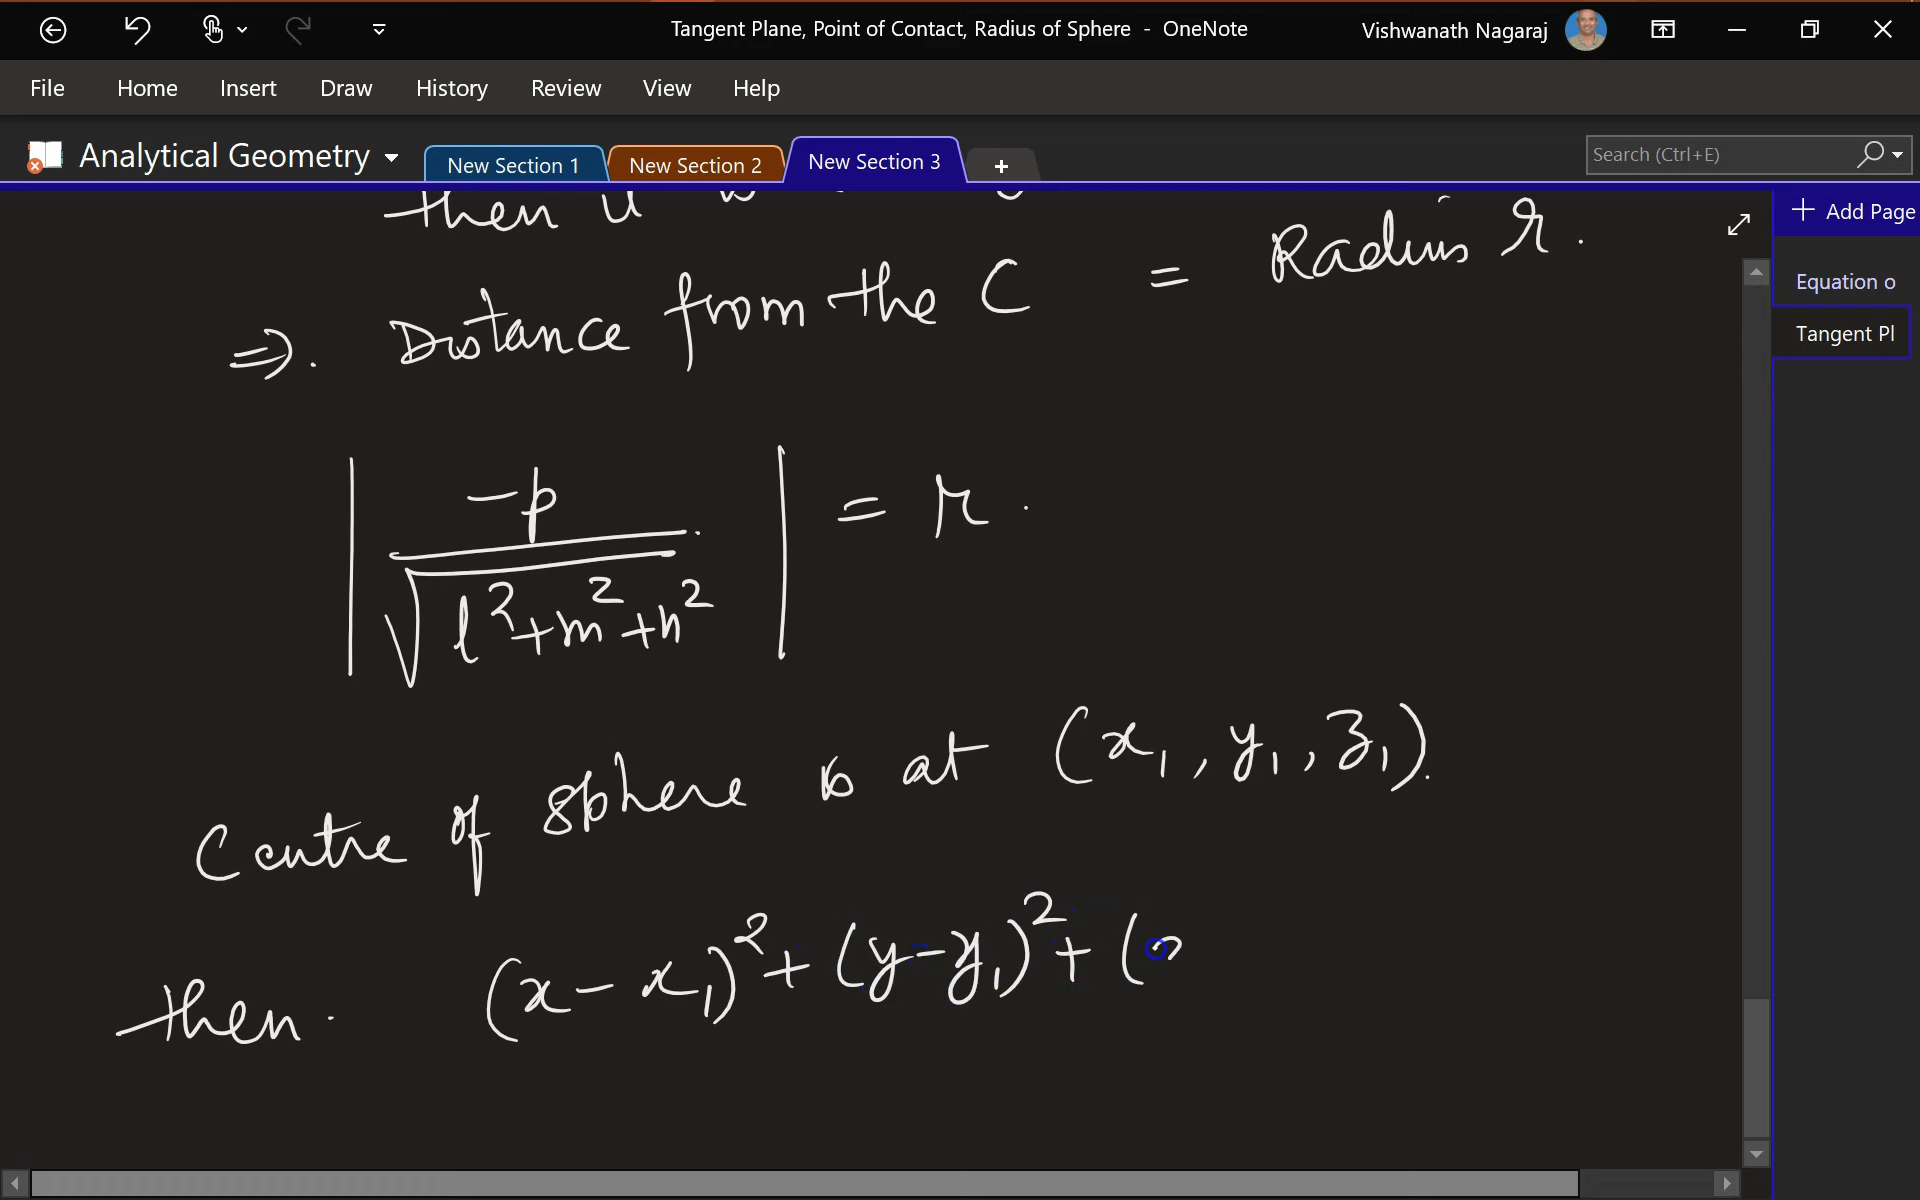 Tangent Plane, Point of Contact, Radius of Sphere - OneNote
Vishwanath Nagaraj
File Home Insert Draw History Review View Help
Analytical Geometry
New Section 1
New Section 2
New Section 3
+
Search (Ctrl+E)
+ Add Page
Equation o
Tangent Pl
then
⇒. Distance from the C = Radius r.
| -p / √(l²+m²+n²) | = r.
Centre of sphere is at (x₁, y₁, z₁).
then. (x - x₁)² + (y - y₁)² + (